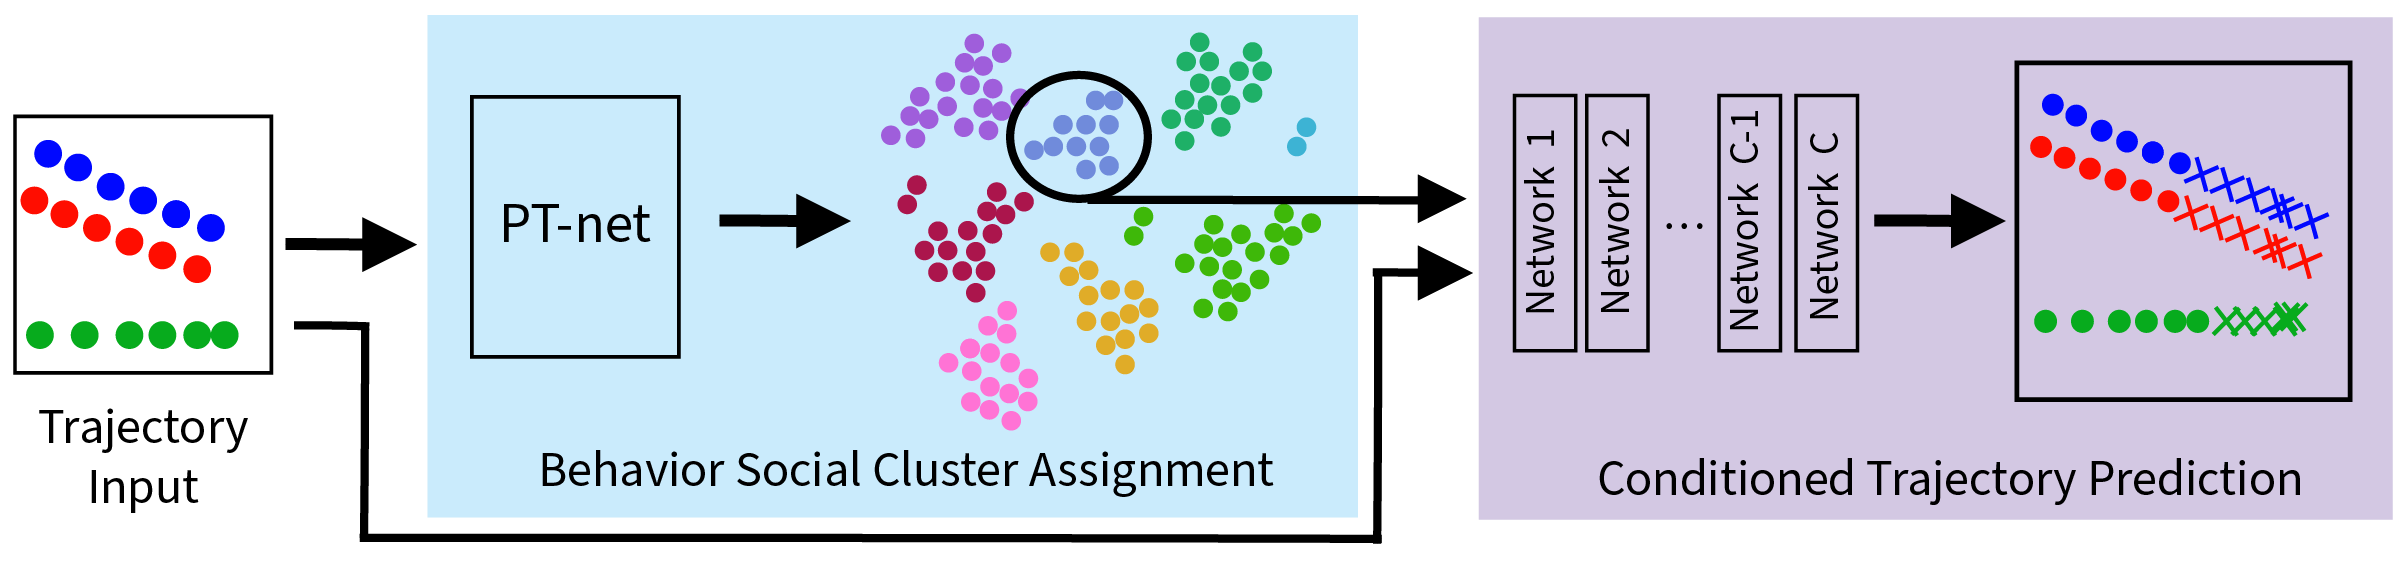 Trajectory
Input
PT-net
Behavior Social Cluster Assignment
Network 1
Network 2
...
Network C-1
Network C
Conditioned Trajectory Prediction